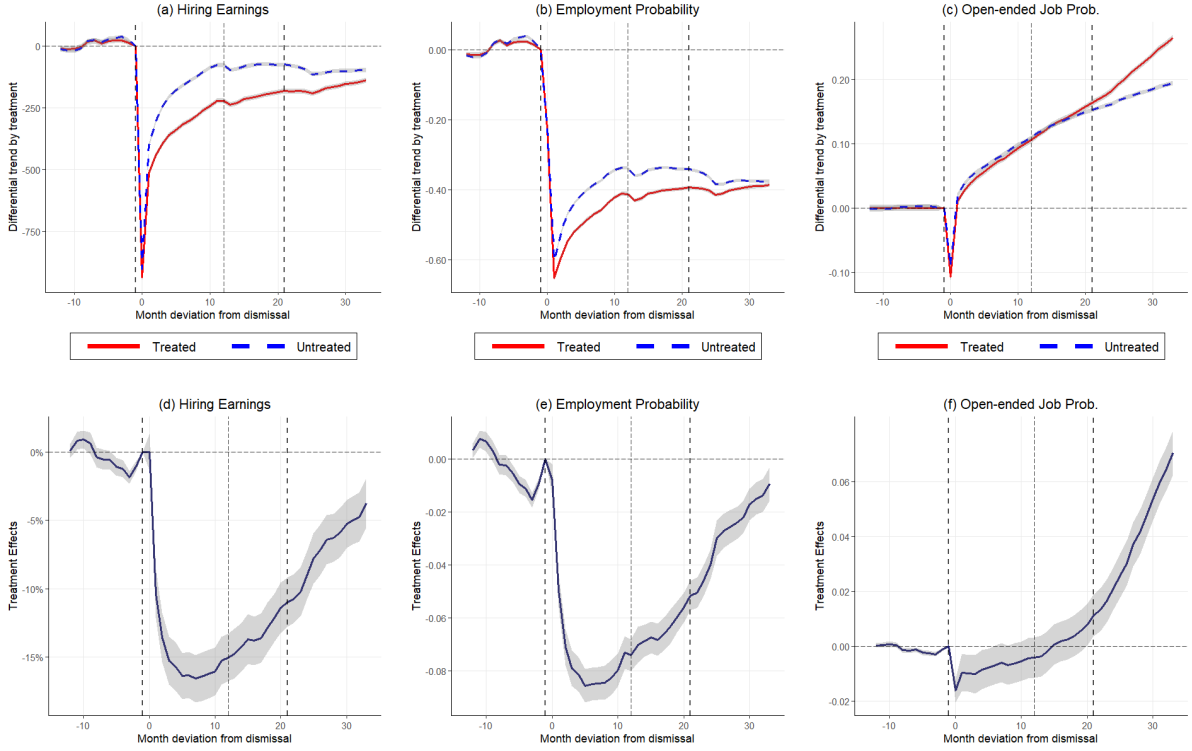 (a) Hiring Earnings
Differential trend by treatment
0
-250
-500
-750
-10 0 10 20 30
Month deviation from dismissal
Treated Untreated
(b) Employment Probability
Differential trend by treatment
0.00
-0.20
-0.40
-0.60
-10 0 10 20 30
Month deviation from dismissal
Treated Untreated
(c) Open-ended Job Prob.
Differential trend by treatment
0.20
0.10
0.00
-0.10
-10 0 10 20 30
Month deviation from dismissal
Treated Untreated
(d) Hiring Earnings
Treatment Effects
0%
-5%
-10%
-15%
-10 0 10 20 30
Month deviation from dismissal
(e) Employment Probability
Treatment Effects
0.00
-0.02
-0.04
-0.06
-0.08
-10 0 10 20 30
Month deviation from dismissal
(f) Open-ended Job Prob.
Treatment Effects
0.06
0.04
0.02
0.00
-0.02
-10 0 10 20 30
Month deviation from dismissal